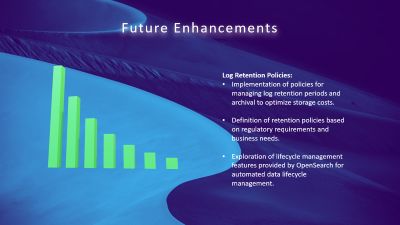 Future Enhancements
Log Retention Policies:
• Implementation of policies for
managing log retention periods and
archival to optimize storage costs.
• Definition of retention policies based
on regulatory requirements and
business needs.
• Exploration of lifecycle management
features provided by OpenSearch for
automated data lifecycle
management.